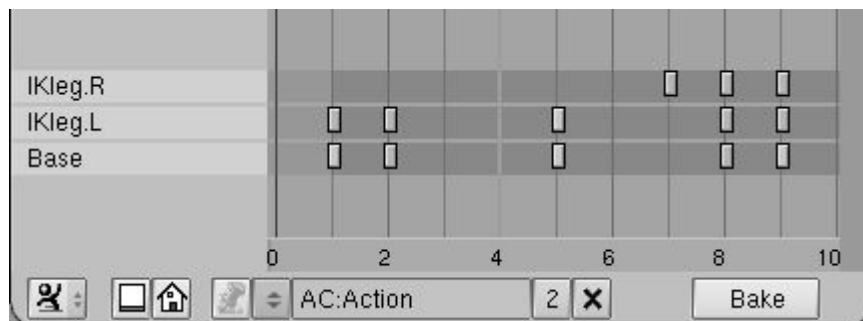 IKleg.R
IKleg.L
Base
0 2 4 6 8 10
AC:Action 2 Bake